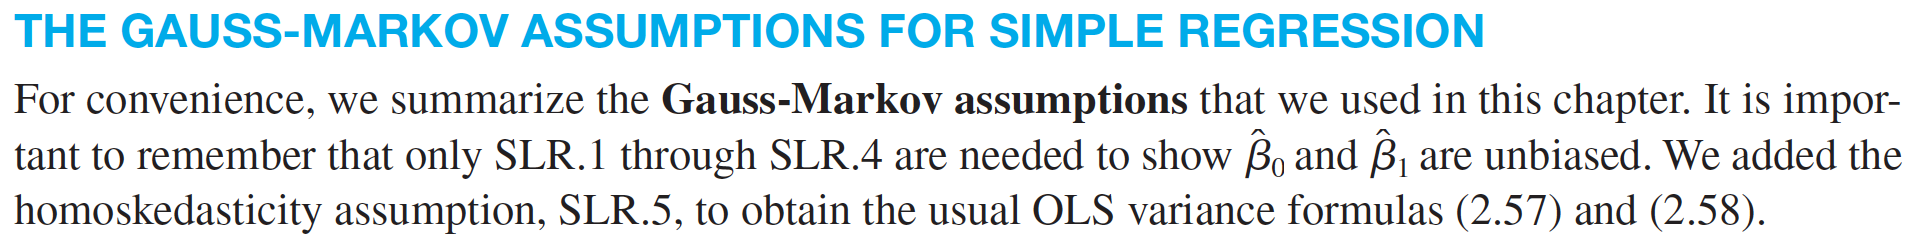 THE GAUSS-MARKOV ASSUMPTIONS FOR SIMPLE REGRESSION
For convenience, we summarize the Gauss-Markov assumptions that we used in this chapter. It is impor-
tant to remember that only SLR.1 through SLR.4 are needed to show β̂₀ and β̂₁ are unbiased. We added the
homoskedasticity assumption, SLR.5, to obtain the usual OLS variance formulas (2.57) and (2.58).